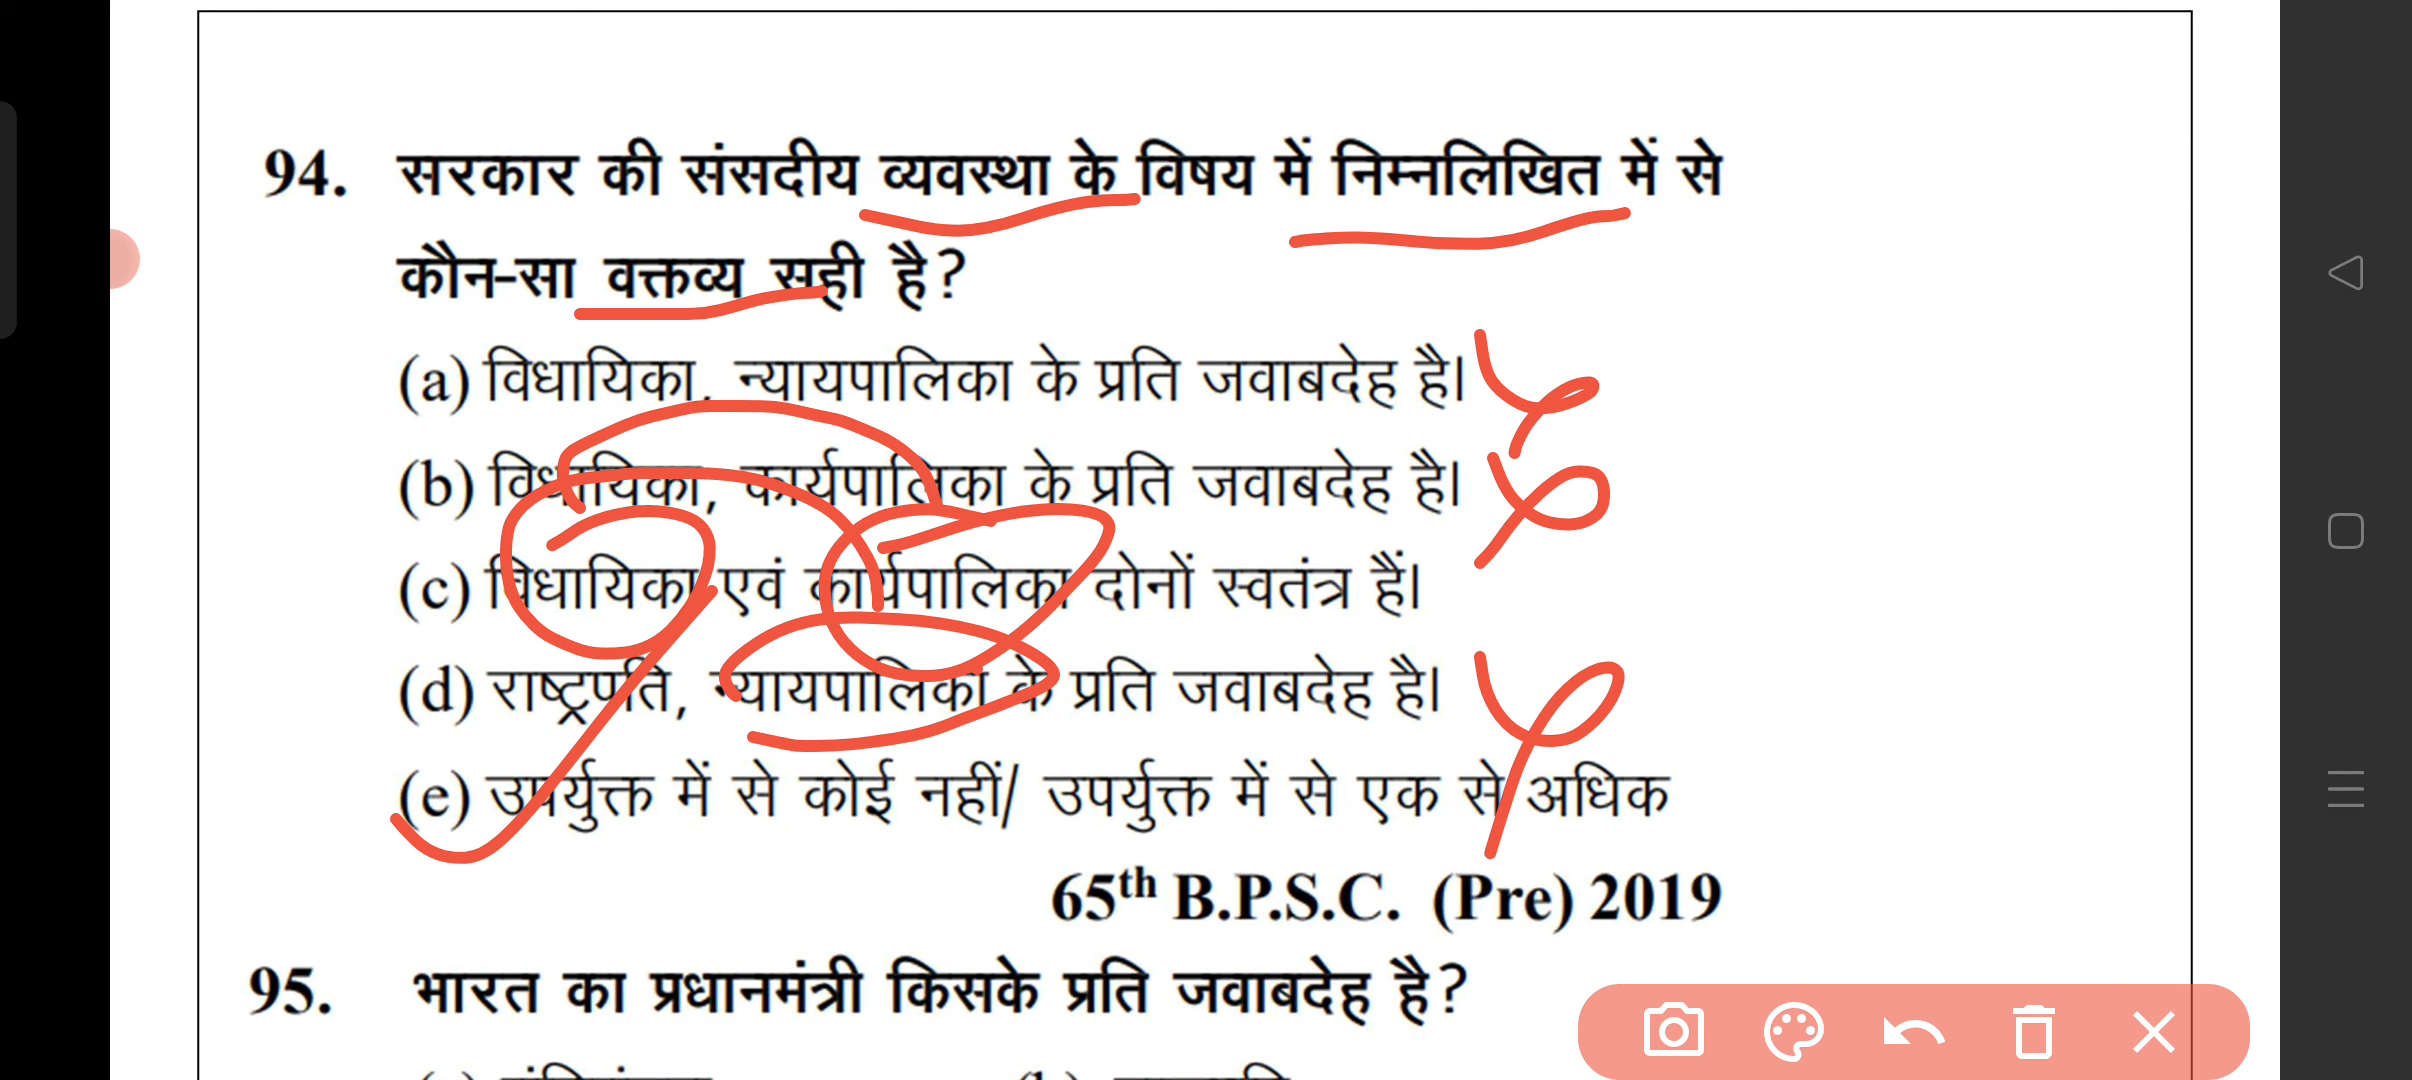 94. सरकार की संसदीय व्यवस्था के विषय में निम्नलिखित में से
कौन-सा वक्तव्य सही है?
(a) विधायिका, न्यायपालिका के प्रति जवाबदेह है।
(b) विधायिका, कार्यपालिका के प्रति जवाबदेह है।
(c) विधायिका एवं कार्यपालिका दोनों स्वतंत्र हैं।
(d) राष्ट्रपति, न्यायपालिका के प्रति जवाबदेह है।
(e) उपर्युक्त में से कोई नहीं/ उपर्युक्त में से एक से अधिक
65th B.P.S.C. (Pre) 2019
95. भारत का प्रधानमंत्री किसके प्रति जवाबदेह है?